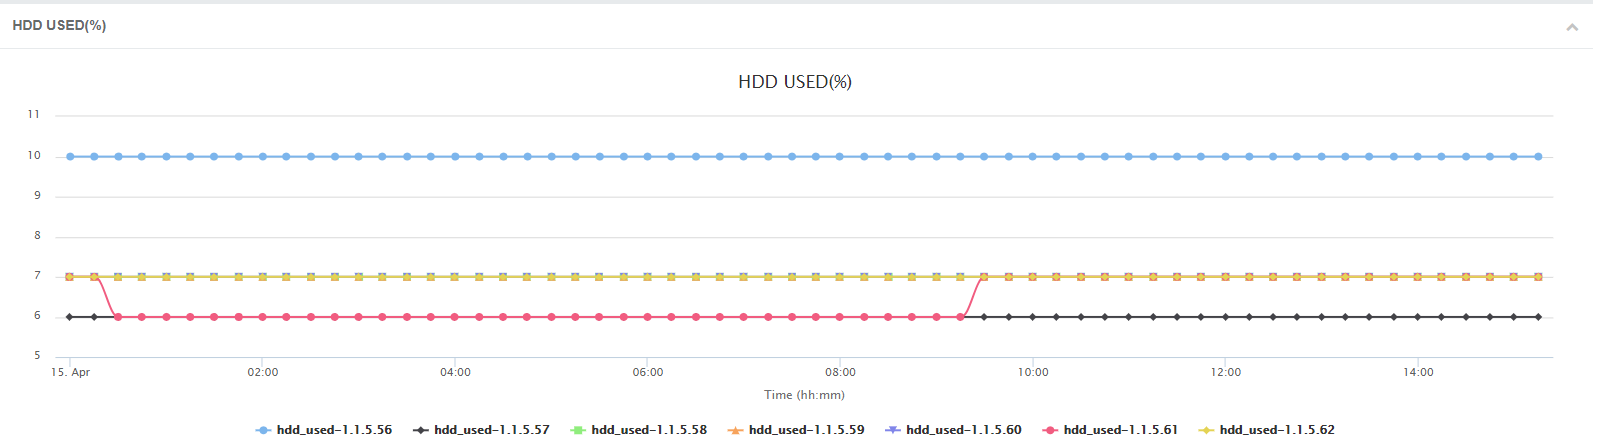 HDD USED(%)
HDD USED(%)
11
10
9
8
7
6
5
15. Apr 02:00 04:00 06:00 08:00 10:00 12:00 14:00
Time (hh:mm)
hdd_used-1.1.5.56 hdd_used-1.1.5.57 hdd_used-1.1.5.58 hdd_used-1.1.5.59 hdd_used-1.1.5.60 hdd_used-1.1.5.61 hdd_used-1.1.5.62